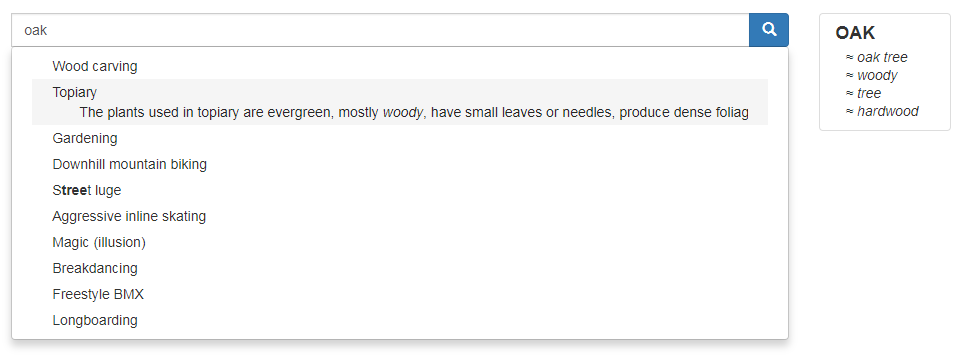 oak
Wood carving
Topiary
The plants used in topiary are evergreen, mostly woody, have small leaves or needles, produce dense foliag
Gardening
Downhill mountain biking
Street luge
Aggressive inline skating
Magic (illusion)
Breakdancing
Freestyle BMX
Longboarding
OAK
≈ oak tree
≈ woody
≈ tree
≈ hardwood